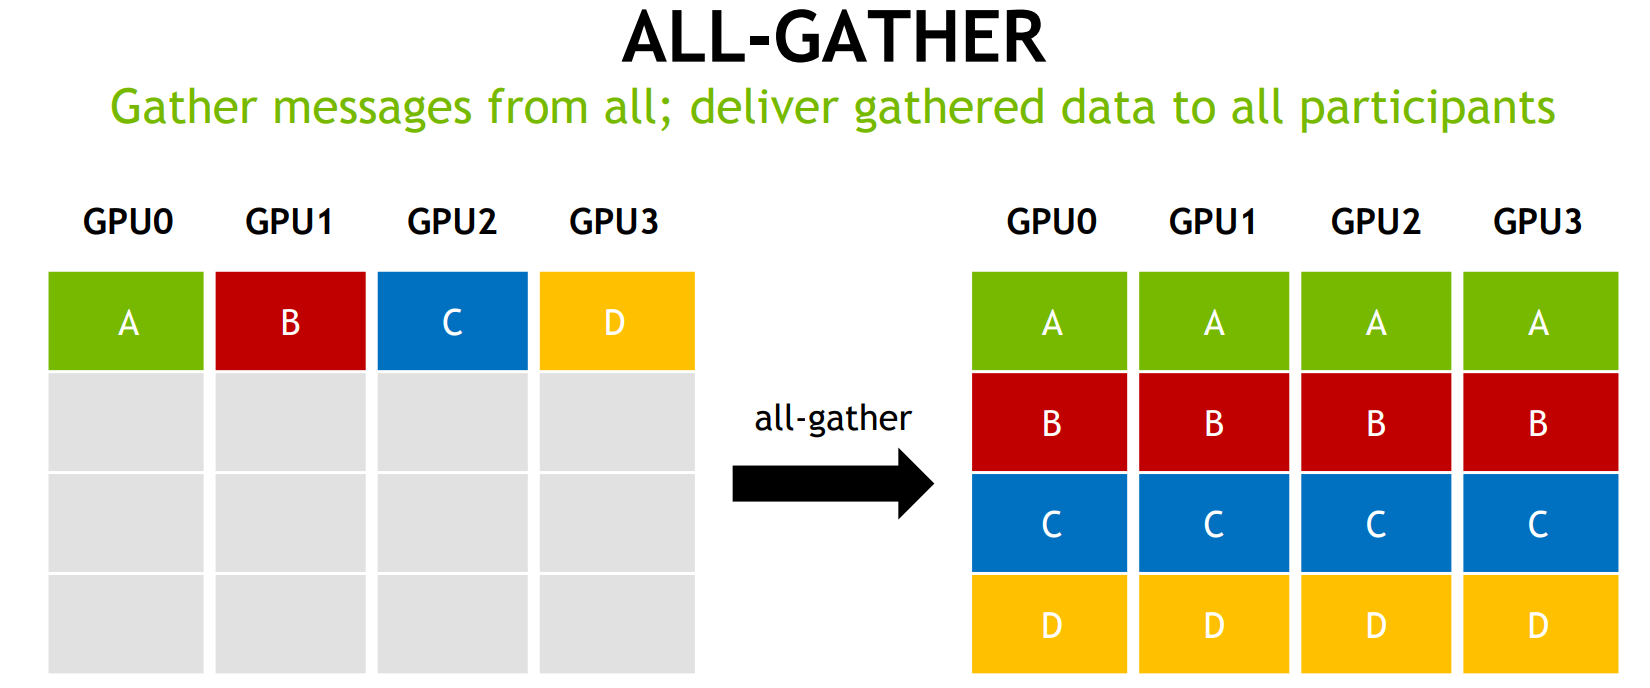 ALL-GATHER
Gather messages from all; deliver gathered data to all participants
GPU0 GPU1 GPU2 GPU3
A B C D
all-gather
GPU0 GPU1 GPU2 GPU3
A A A A
B B B B
C C C C
D D D D